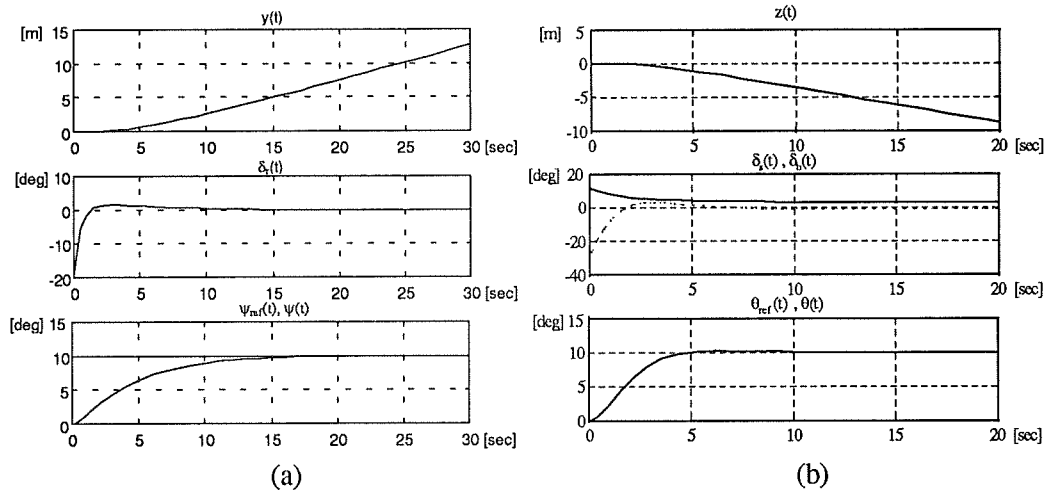 y(t)
[m]
15
10
5
0
0 5 10 15 20 25 30 [sec]
δr(t)
[deg] 10
0
-10
-20
0 5 10 15 20 25 30 [sec]
ψref(t), ψ(t)
[deg]
15
10
5
0
0 5 10 15 20 25 30 [sec]
(a)
z(t)
[m]
5
0
-5
-10
0 5 10 15 20 [sec]
δs(t) , δb(t)
[deg] 20
0
-20
-40
0 5 10 15 20 [sec]
θref(t) , θ(t)
[deg] 15
10
5
0
0 5 10 15 20 [sec]
(b)